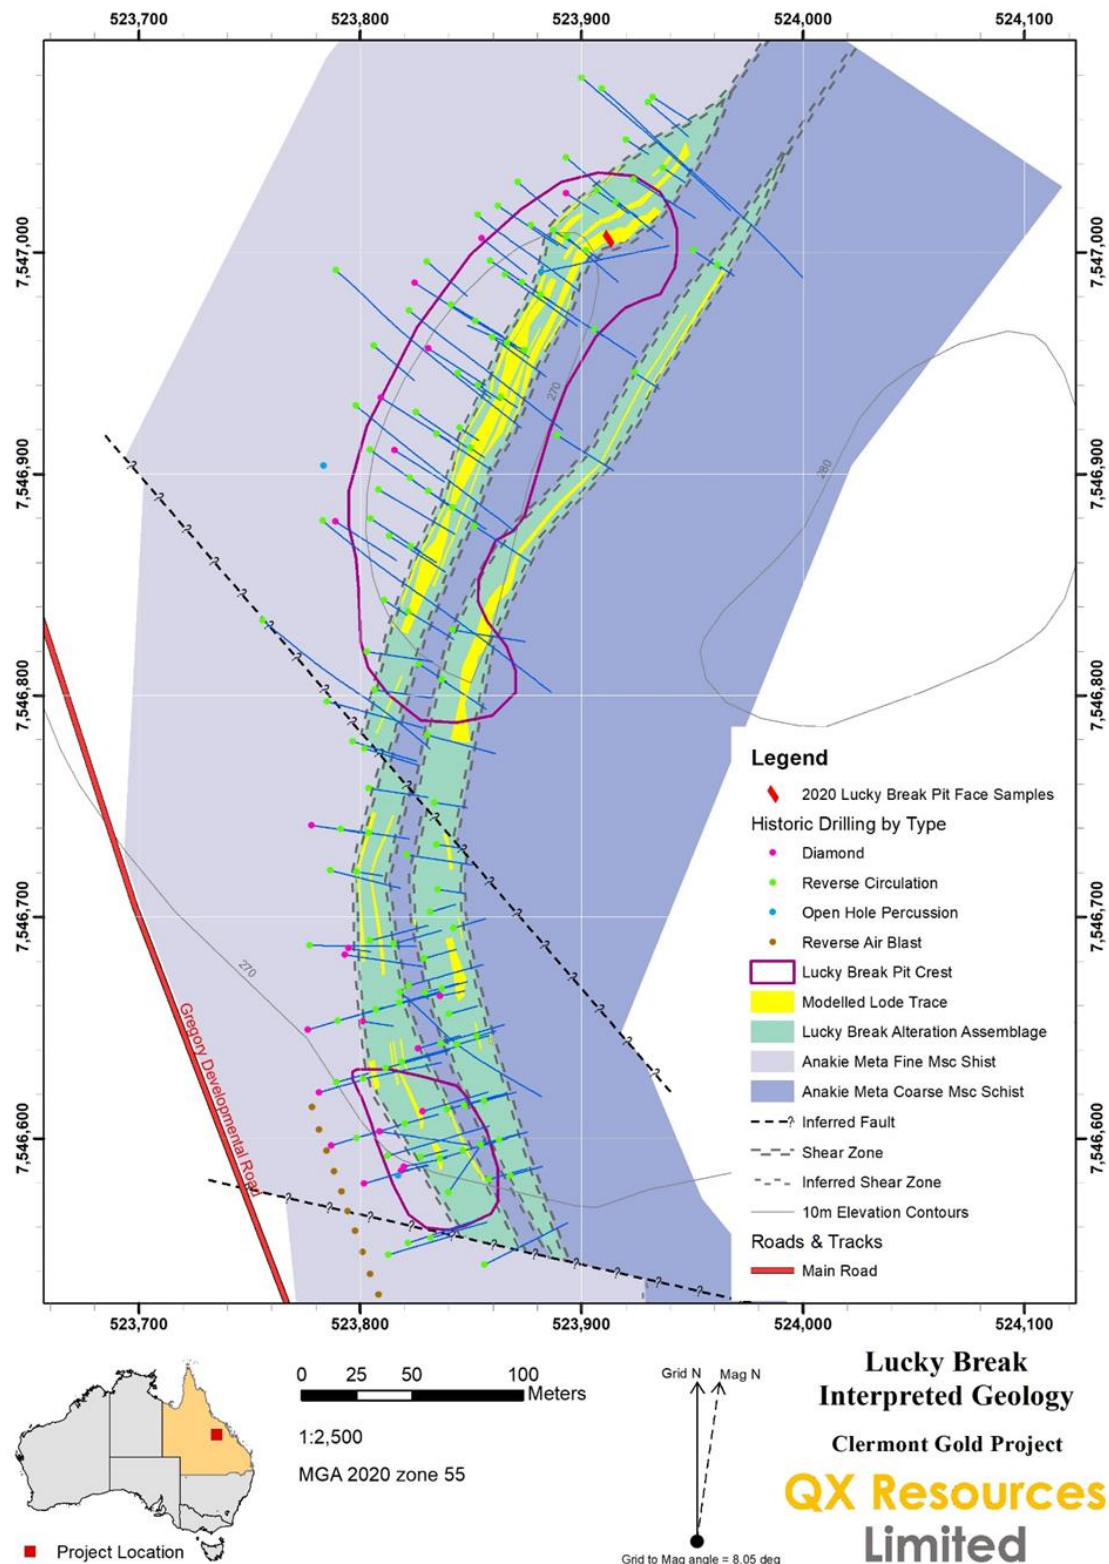 523,700 523,800 523,900 524,000 524,100
7,547,000 7,547,000
270
280
7,546,900 7,546,900
7,546,800 7,546,800
Legend
2020 Lucky Break Pit Face Samples
Historic Drilling by Type
Diamond
Reverse Circulation
Open Hole Percussion
Reverse Air Blast
Lucky Break Pit Crest
Modelled Lode Trace
Lucky Break Alteration Assemblage
Anakie Meta Fine Msc Shist
Anakie Meta Coarse Msc Schist
? Inferred Fault
Shear Zone
Inferred Shear Zone
10m Elevation Contours
Roads & Tracks
Main Road
7,546,700 7,546,700
270
Gregory Developmental Road
7,546,600 7,546,600
523,700 523,800 523,900 524,000 524,100
0 25 50 100
Meters
1:2,500
MGA 2020 zone 55
Project Location
Grid N Mag N
Grid to Mag angle = 8.05 deg
Lucky Break
Interpreted Geology
Clermont Gold Project
QX Resources
Limited